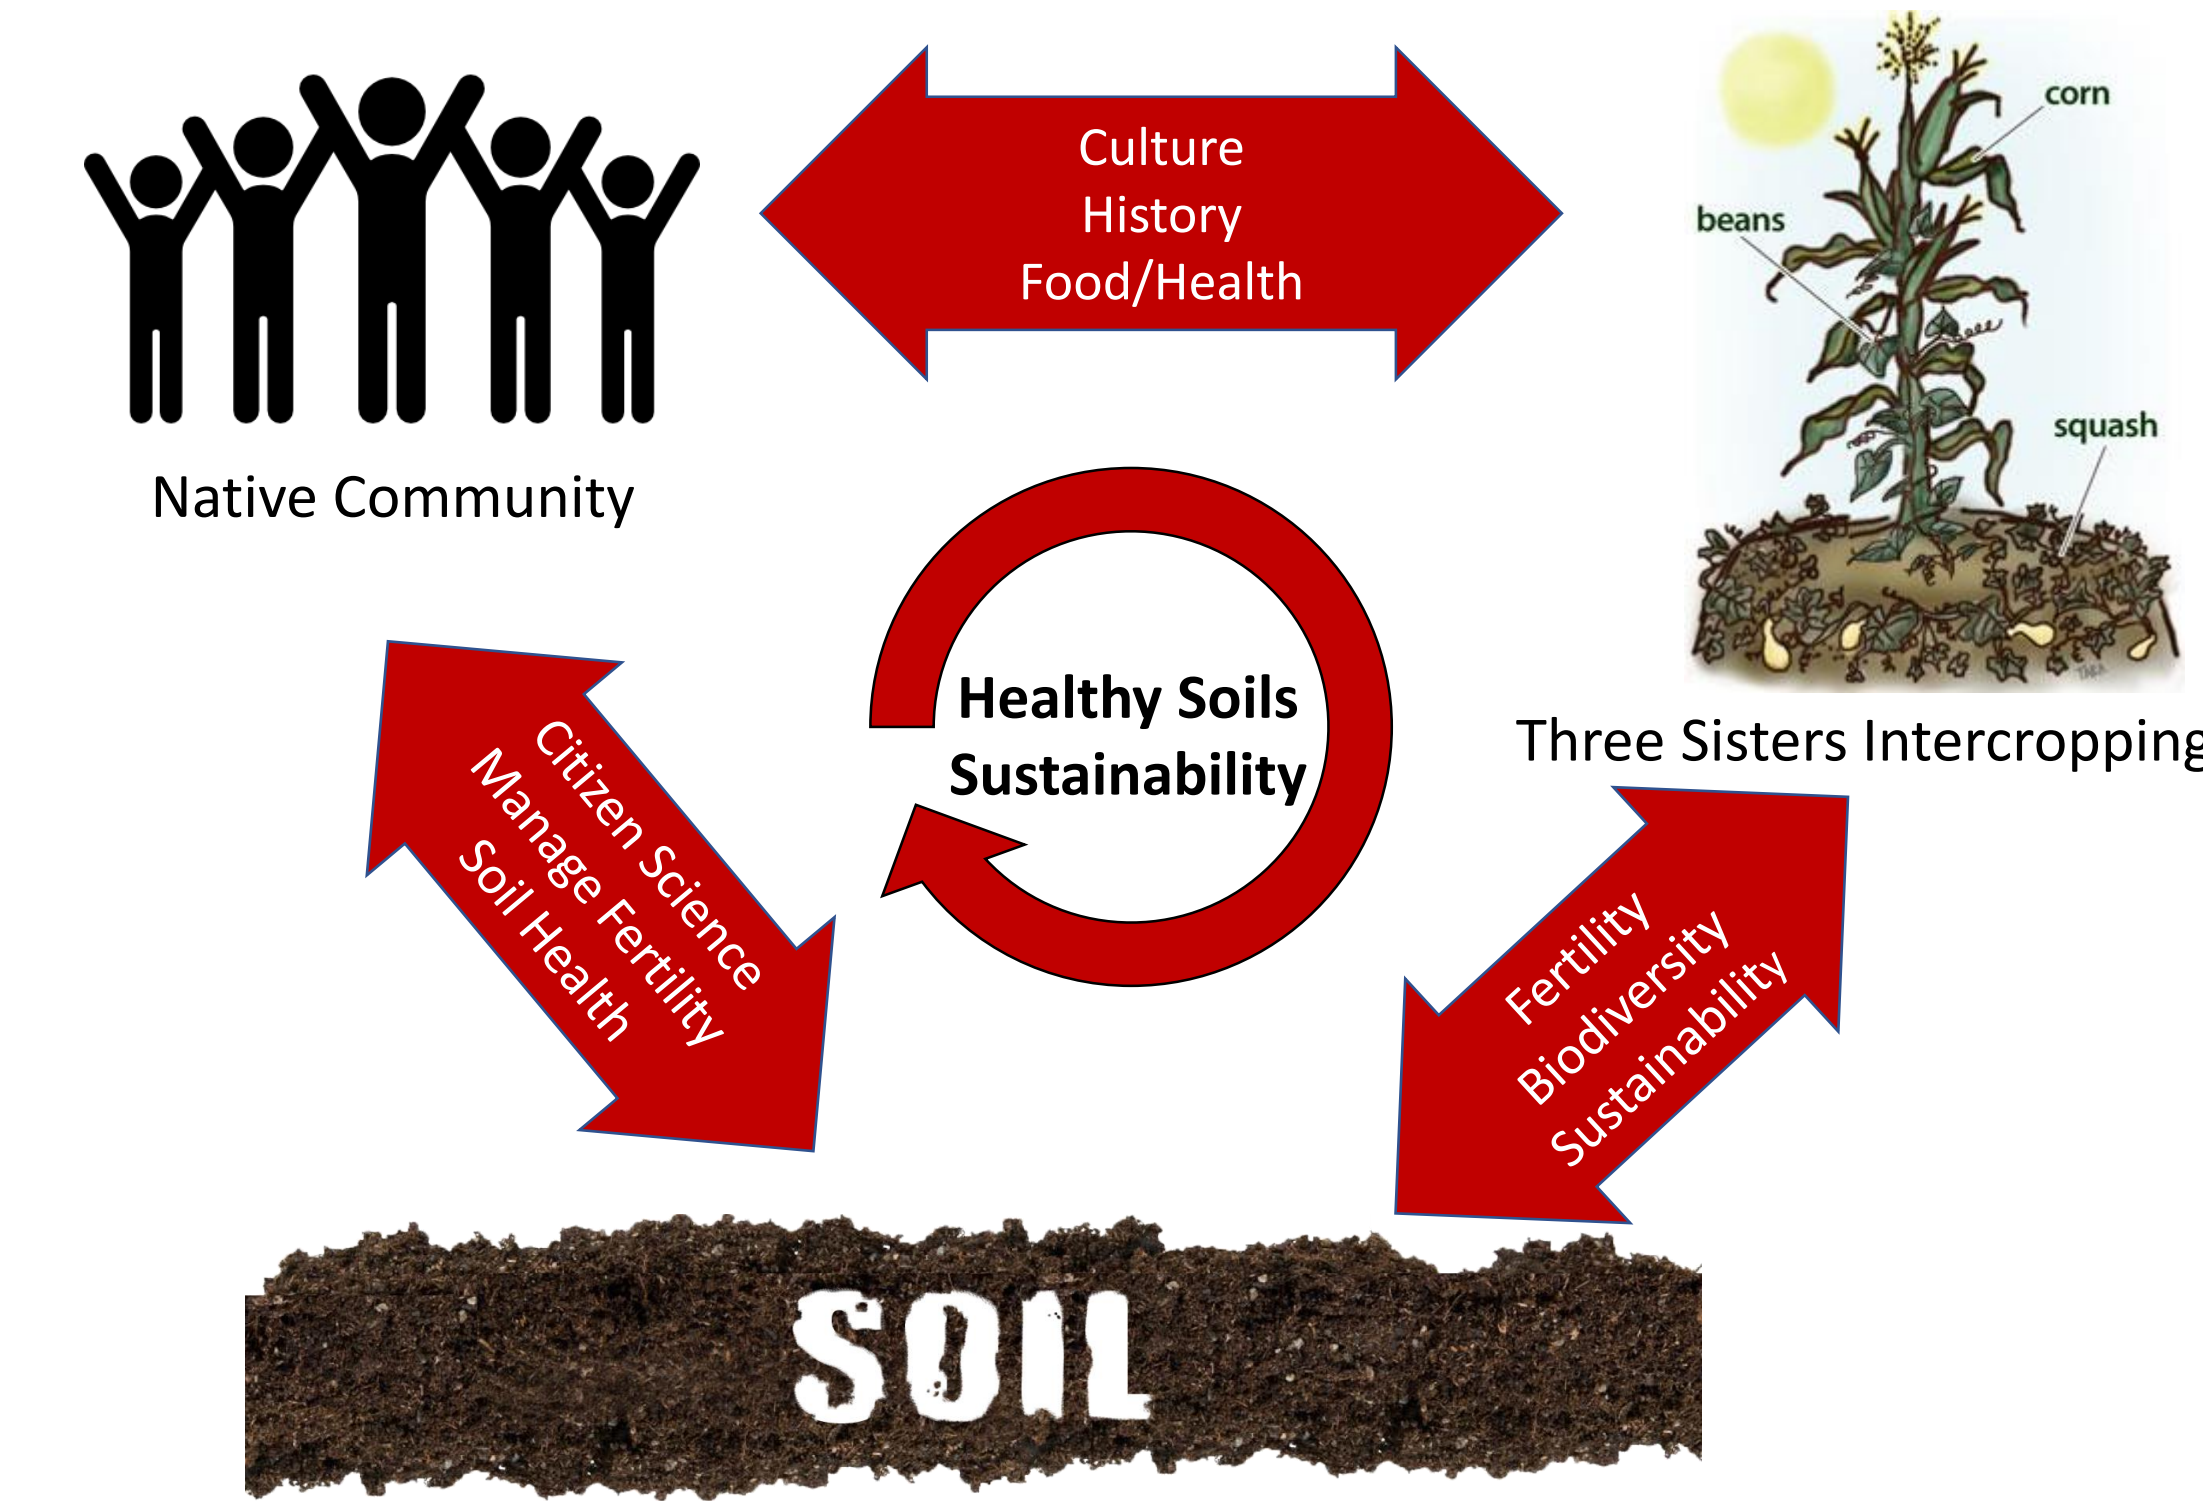 Culture
History
Food/Health
corn
beans
squash
Native Community
Healthy Soils
Sustainability
Three Sisters Intercropping
Citizen Science
Manage Fertility
Soil Health
Fertility
Biodiversity
Sustainability
SOIL
TARA